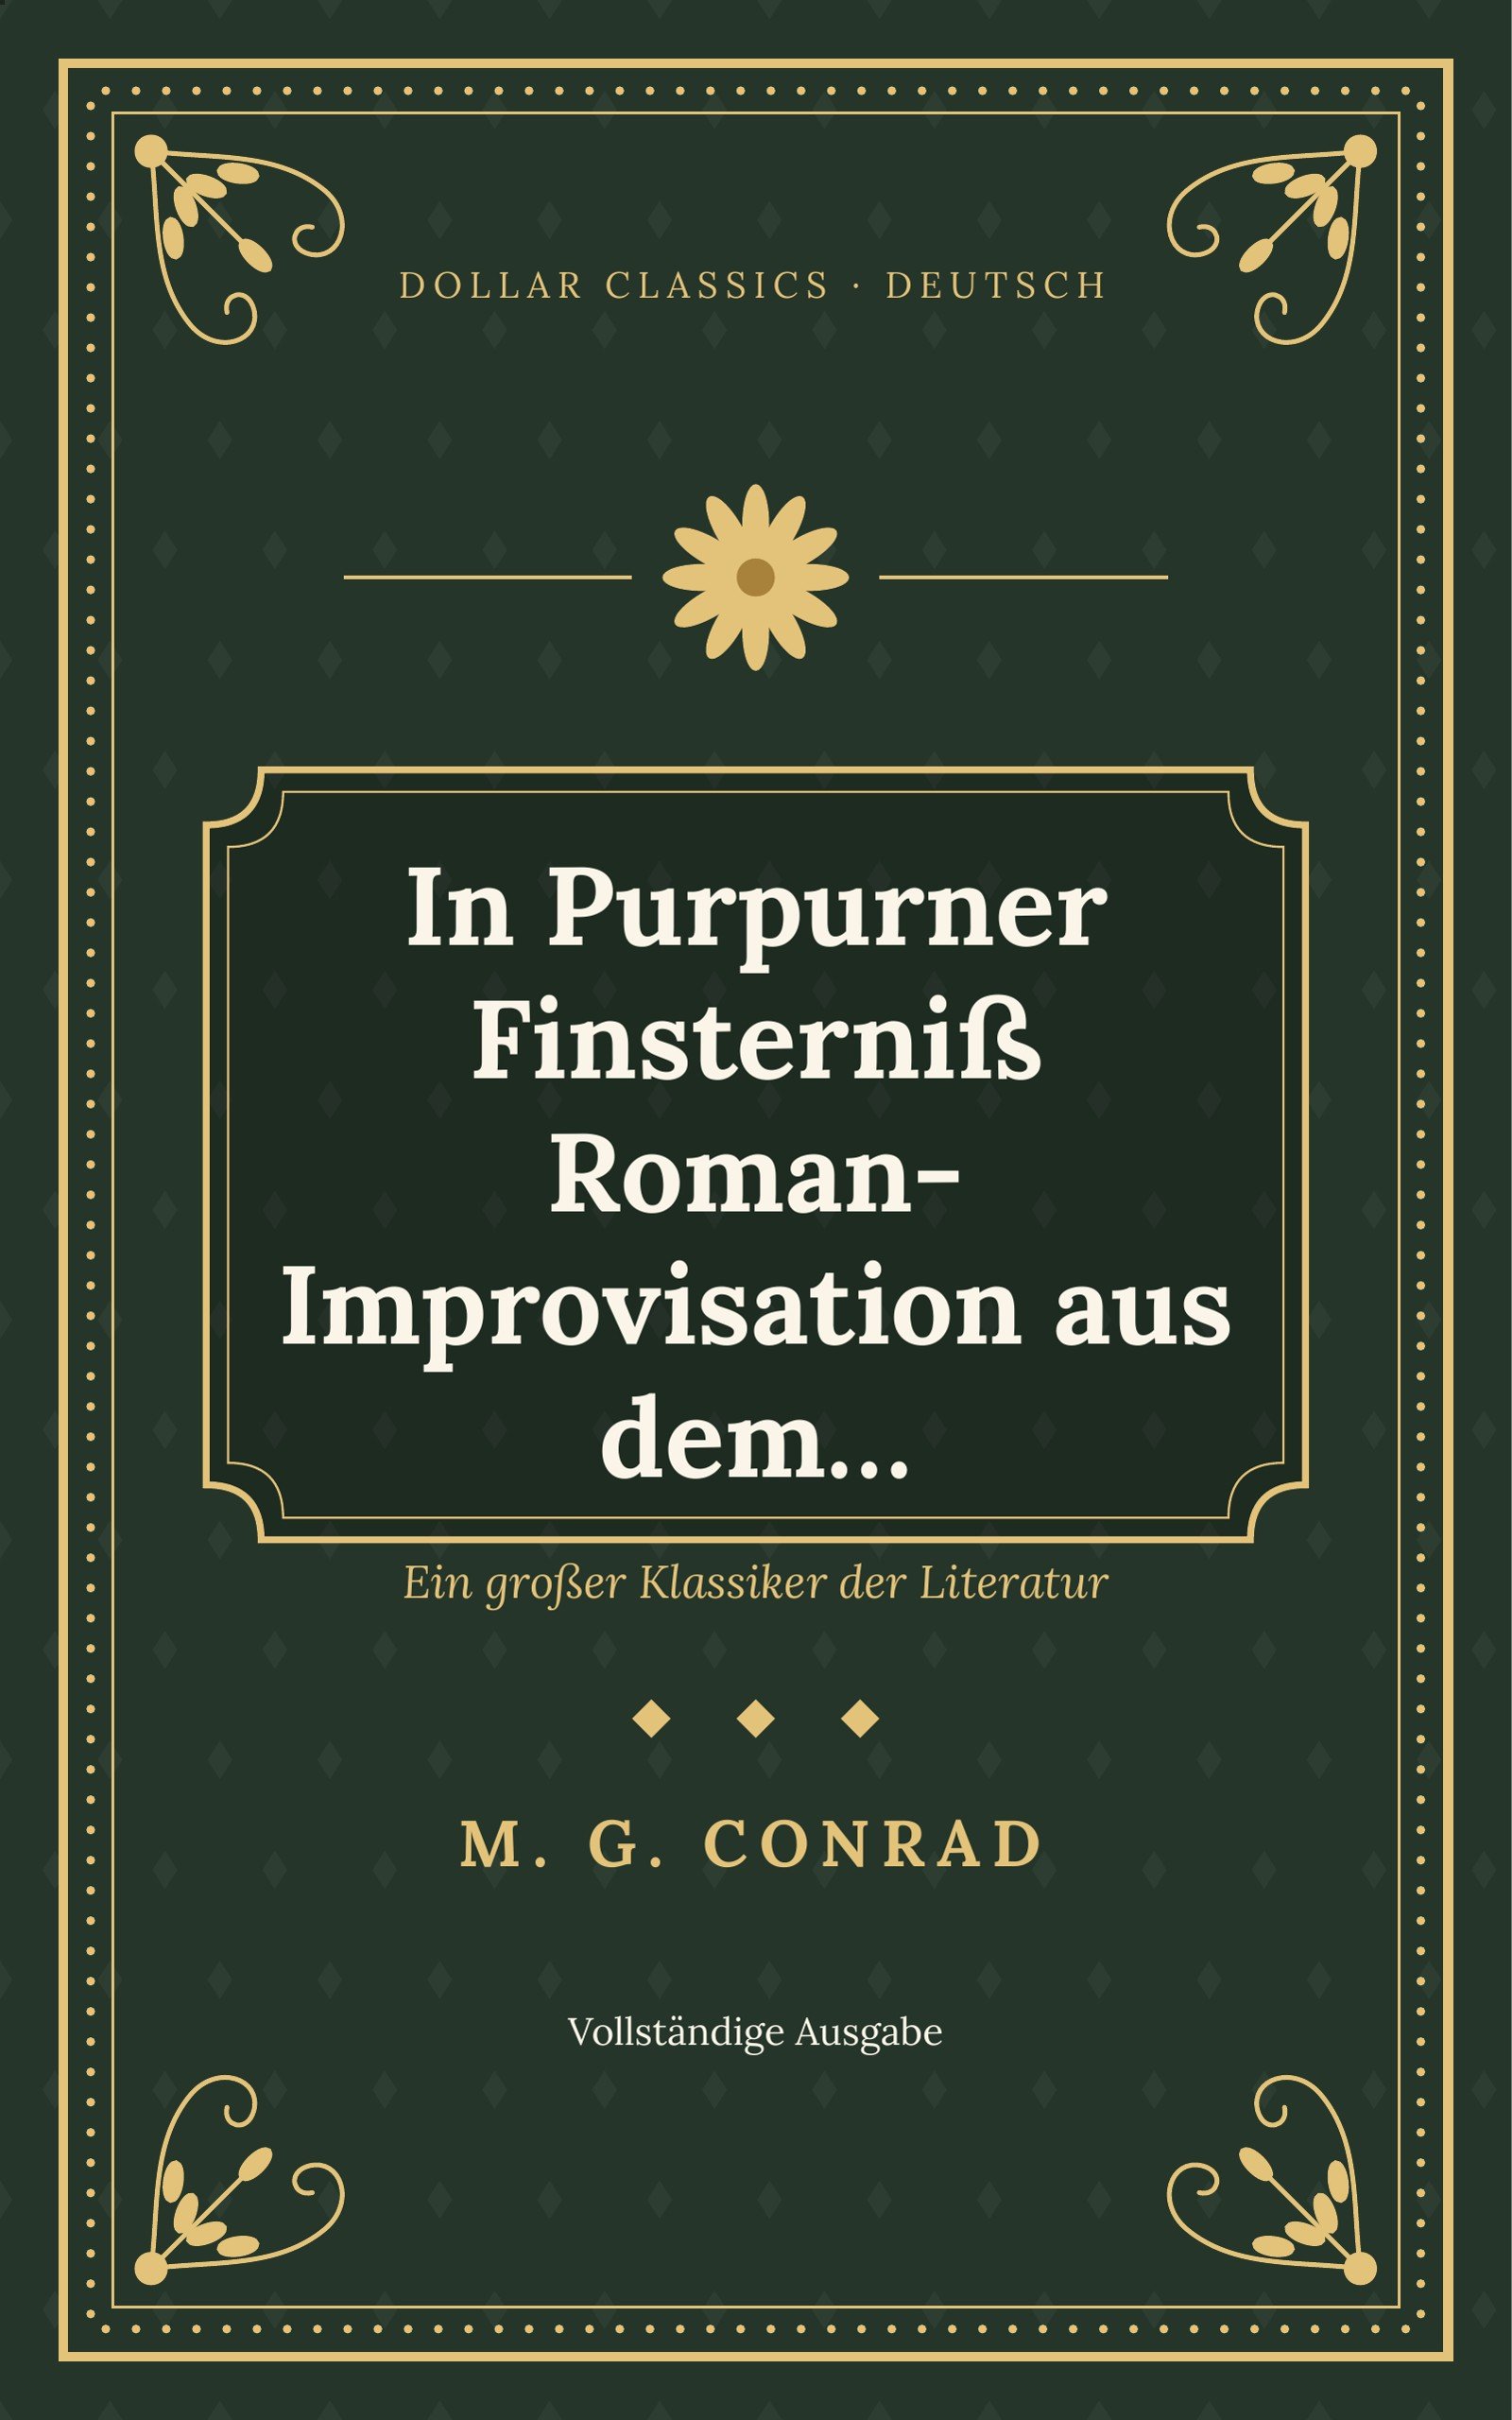 DOLLAR CLASSICS · DEUTSCH
In Purpurner
Finsterniß
Roman-
Improvisation aus
dem...
Ein großer Klassiker der Literatur
M. G. CONRAD
Vollständige Ausgabe